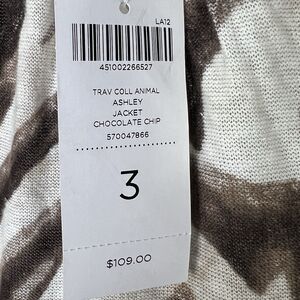 LA12
451002266527
TRAV COLL ANIMAL
ASHLEY
JACKET
CHOCOLATE CHIP
570047866
3
$109.00